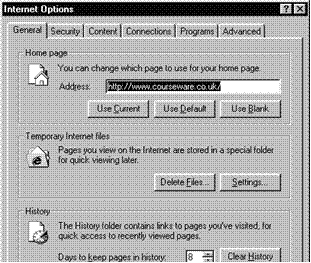 Internet Options
General Security Content Connections Programs Advanced
Home page
You can change which page to use for your home page.
Address: http://www.courseware.co.uk/
Use Current Use Default Use Blank
Temporary Internet files
Pages you view on the Internet are stored in a special folder
for quick viewing later.
Delete Files... Settings...
History
The History folder contains links to pages you've visited, for
quick access to recently viewed pages.
Days to keep pages in history: 8 Clear History